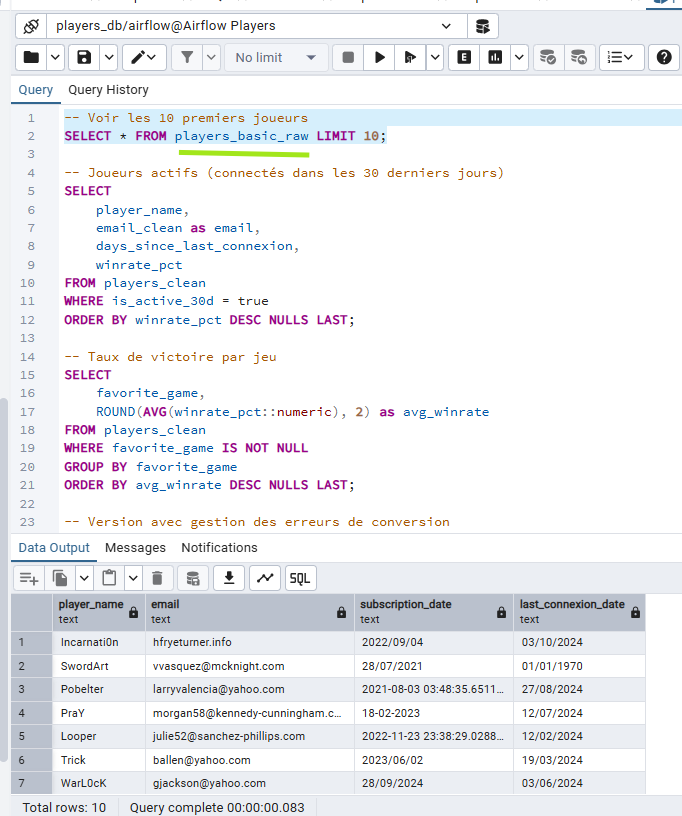 players_db/airflow@Airflow Players
No limit
E
Query
Query History
1 -- Voir les 10 premiers joueurs
2 SELECT * FROM players_basic_raw LIMIT 10;
3
4 -- Joueurs actifs (connectés dans les 30 derniers jours)
5 SELECT
6 player_name,
7 email_clean as email,
8 days_since_last_connexion,
9 winrate_pct
10 FROM players_clean
11 WHERE is_active_30d = true
12 ORDER BY winrate_pct DESC NULLS LAST;
13
14 -- Taux de victoire par jeu
15 SELECT
16 favorite_game,
17 ROUND(AVG(winrate_pct::numeric), 2) as avg_winrate
18 FROM players_clean
19 WHERE favorite_game IS NOT NULL
20 GROUP BY favorite_game
21 ORDER BY avg_winrate DESC NULLS LAST;
22
23 -- Version avec gestion des erreurs de conversion
Data Output Messages Notifications
SQL
player_name email subscription_date last_connexion_date
text text text text
1 Incarnati0n hfryeturner.info 2022/09/04 03/10/2024
2 SwordArt vvasquez@mcknight.com 28/07/2021 01/01/1970
3 Pobelter larryvalencia@yahoo.com 2021-08-03 03:48:35.6511... 27/08/2024
4 PraY morgan58@kennedy-cunningham.c... 18-02-2023 12/07/2024
5 Looper julie52@sanchez-phillips.com 2022-11-23 23:38:29.0288... 12/02/2024
6 Trick ballen@yahoo.com 2023/06/02 19/03/2024
7 WarL0cK gjackson@yahoo.com 28/09/2024 03/06/2024
Total rows: 10 Query complete 00:00:00.083